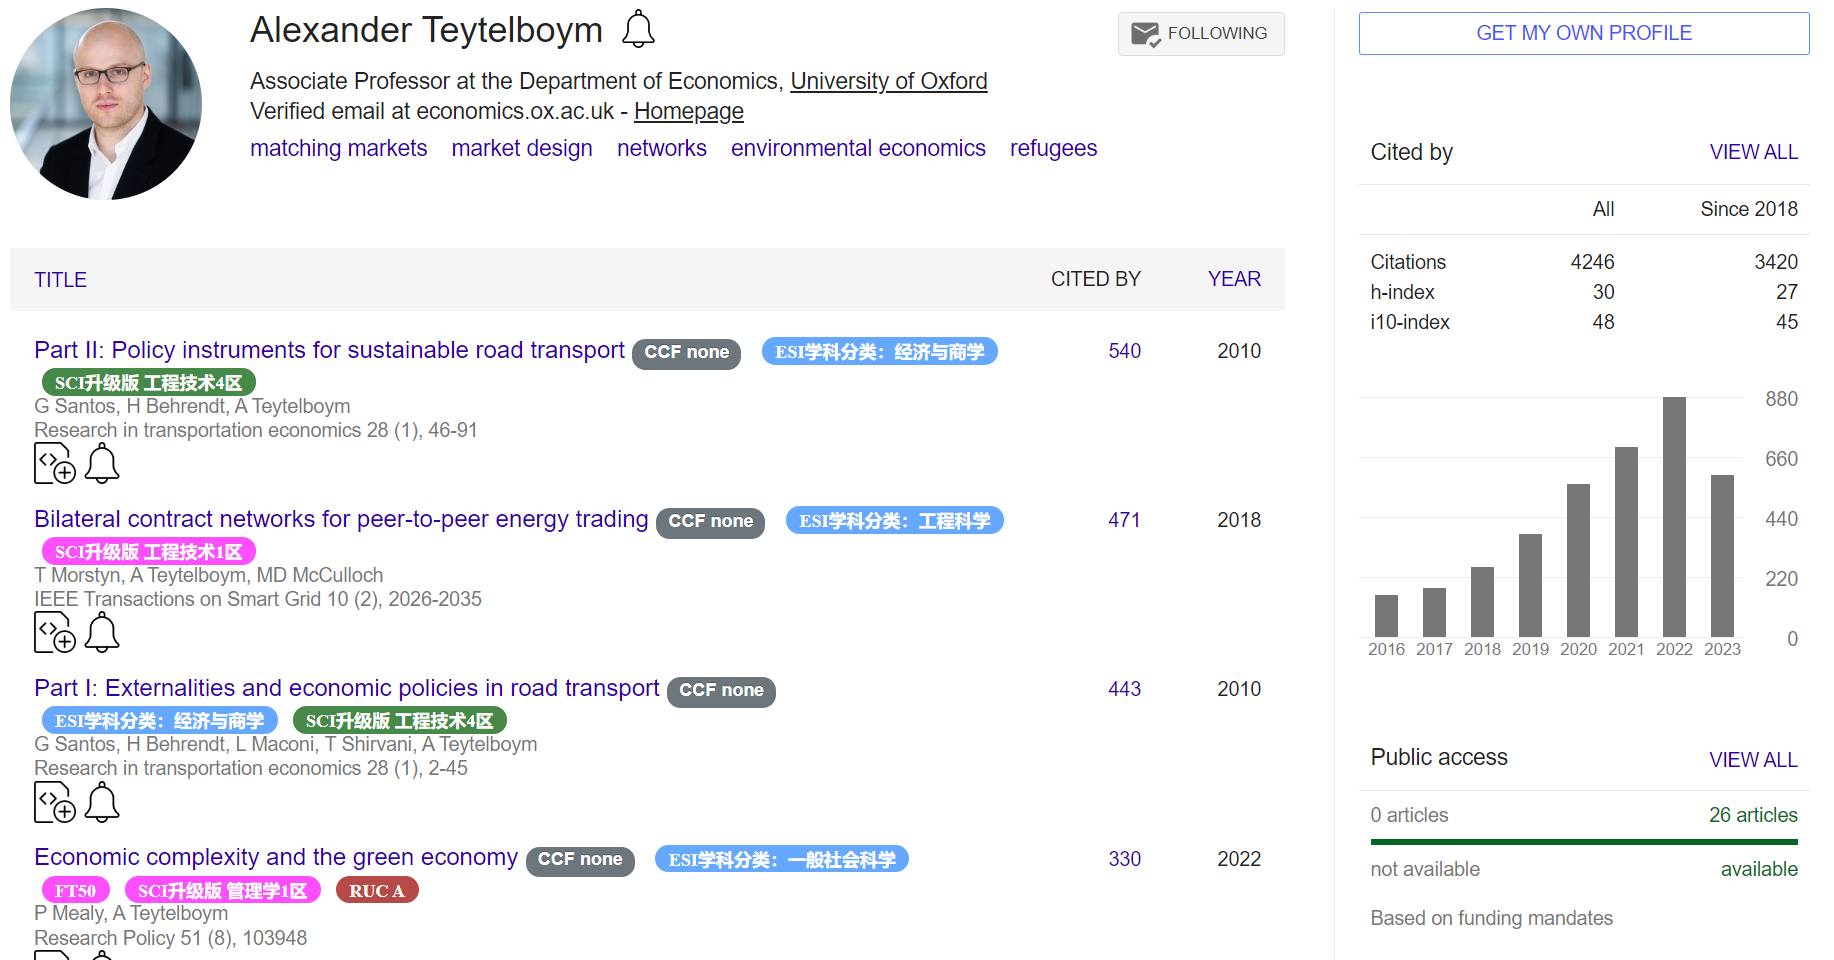 Alexander Teytelboym
FOLLOWING
Associate Professor at the Department of Economics, University of Oxford
Verified email at economics.ox.ac.uk - Homepage
matching markets market design networks environmental economics refugees
TITLE CITED BY YEAR
Part II: Policy instruments for sustainable road transport CCF none ESI学科分类：经济与商学 540 2010
SCI升级版 工程技术4区
G Santos, H Behrendt, A Teytelboym
Research in transportation economics 28 (1), 46-91
Bilateral contract networks for peer-to-peer energy trading CCF none ESI学科分类：工程科学 471 2018
SCI升级版 工程技术1区
T Morstyn, A Teytelboym, MD McCulloch
IEEE Transactions on Smart Grid 10 (2), 2026-2035
Part I: Externalities and economic policies in road transport CCF none 443 2010
ESI学科分类：经济与商学 SCI升级版 工程技术4区
G Santos, H Behrendt, L Maconi, T Shirvani, A Teytelboym
Research in transportation economics 28 (1), 2-45
Economic complexity and the green economy CCF none ESI学科分类：一般社会科学 330 2022
FT50 SCI升级版 管理学1区 RUC A
P Mealy, A Teytelboym
Research Policy 51 (8), 103948
GET MY OWN PROFILE
Cited by VIEW ALL
All Since 2018
Citations 4246 3420
h-index 30 27
i10-index 48 45
880
660
440
220
0
2016 2017 2018 2019 2020 2021 2022 2023
Public access VIEW ALL
0 articles 26 articles
not available available
Based on funding mandates